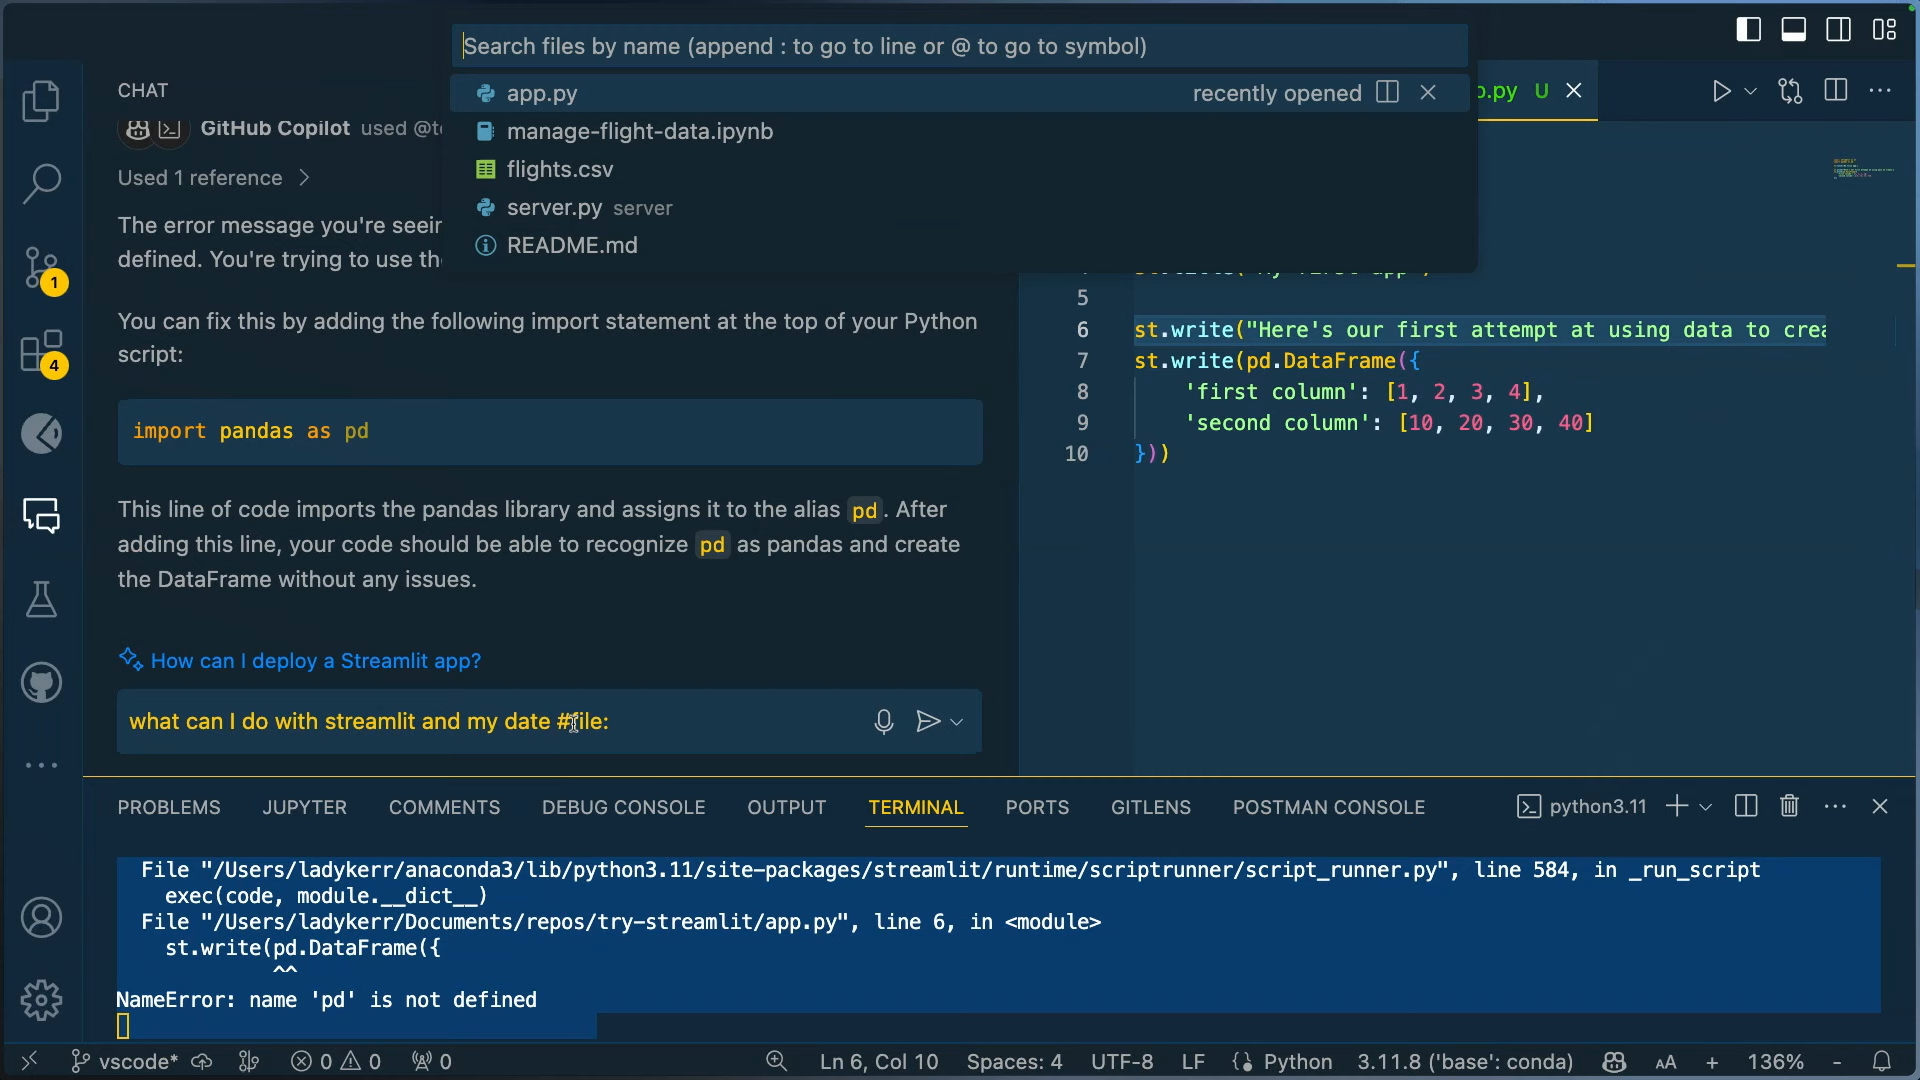 Search files by name (append : to go to line or @ to go to symbol)
app.py
recently opened
manage-flight-data.ipynb
flights.csv
server.py server
README.md
.py U
CHAT
GitHub Copilot used
Used 1 reference
The error message you're
defined. You're trying to use
You can fix this by adding the following import statement at the top of your Python
script:
import pandas as pd
This line of code imports the pandas library and assigns it to the alias pd. After
adding this line, your code should be able to recognize pd as pandas and create
the DataFrame without any issues.
How can I deploy a Streamlit app?
what can I do with streamlit and my date #file:
1
4
5
6 st.write("Here's our first attempt at using data to
7 st.write(pd.DataFrame({
8 'first column': [1, 2, 3, 4],
9 'second column': [10, 20, 30, 40]
10 }))
PROBLEMS JUPYTER COMMENTS DEBUG CONSOLE OUTPUT TERMINAL PORTS GITLENS POSTMAN CONSOLE
python3.11
File "/Users/ladykerr/anaconda3/lib/python3.11/site-packages/streamlit/runtime/scriptrunner/script_runner.py", line 584, in _run_script
exec(code, module.__dict__)
File "/Users/ladykerr/Documents/repos/try-streamlit/app.py", line 6, in <module>
st.write(pd.DataFrame({
^^
NameError: name 'pd' is not defined
vscode* 0 0 0 Ln 6, Col 10 Spaces: 4 UTF-8 LF Python 3.11.8 ('base': conda) AA + 136% -